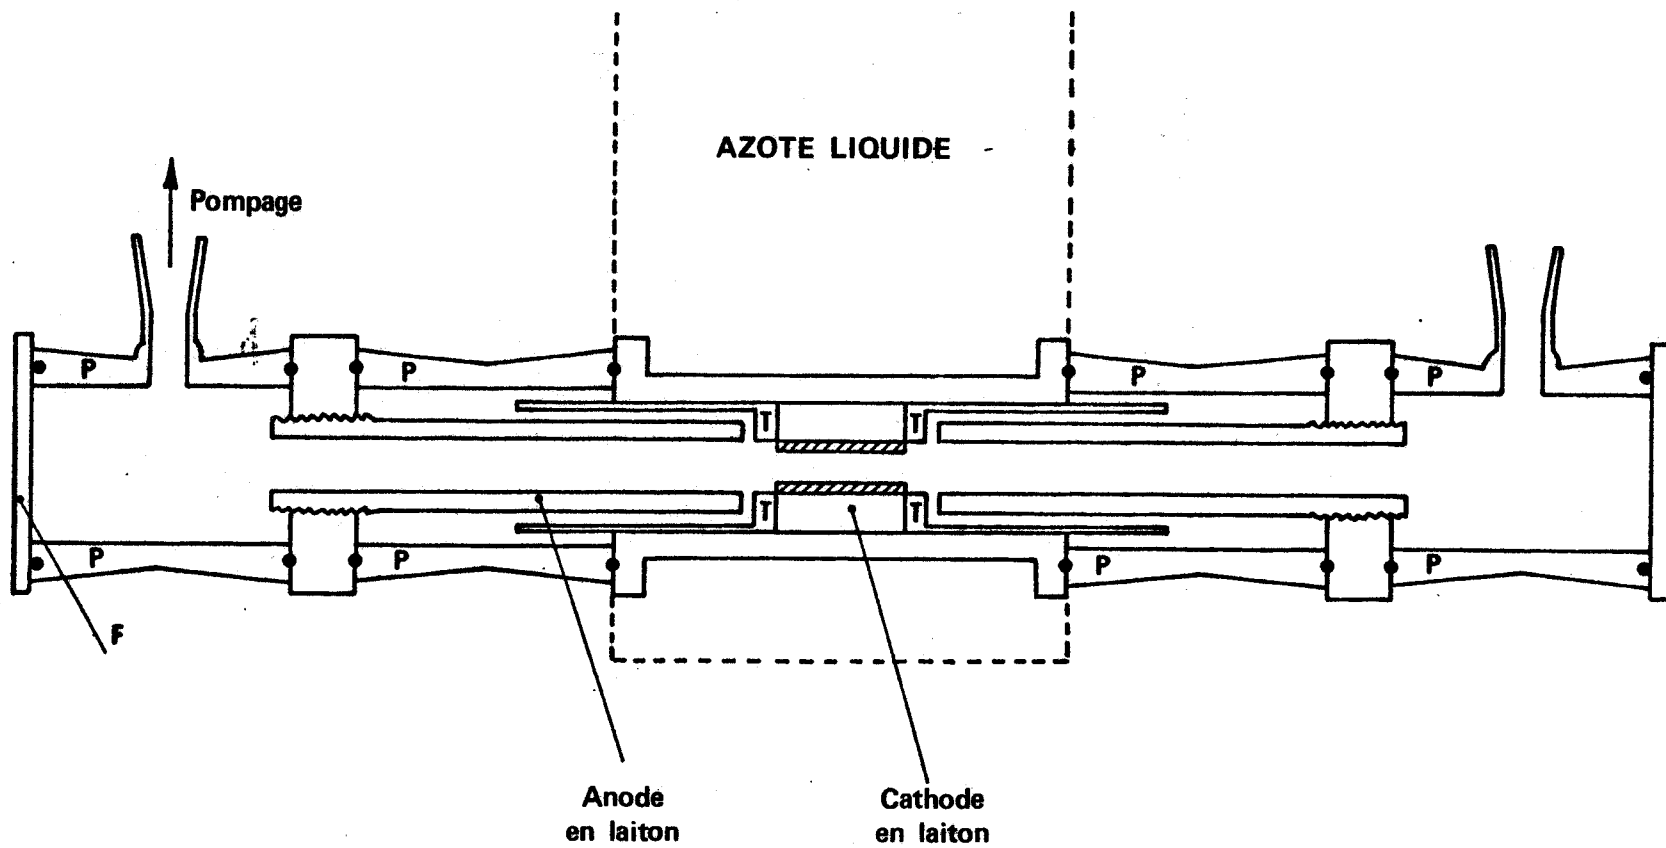 AZOTE LIQUIDE
Pompage
P
P
P
P
T
T
T
T
P
P
P
P
F
Anode
en laiton
Cathode
en laiton